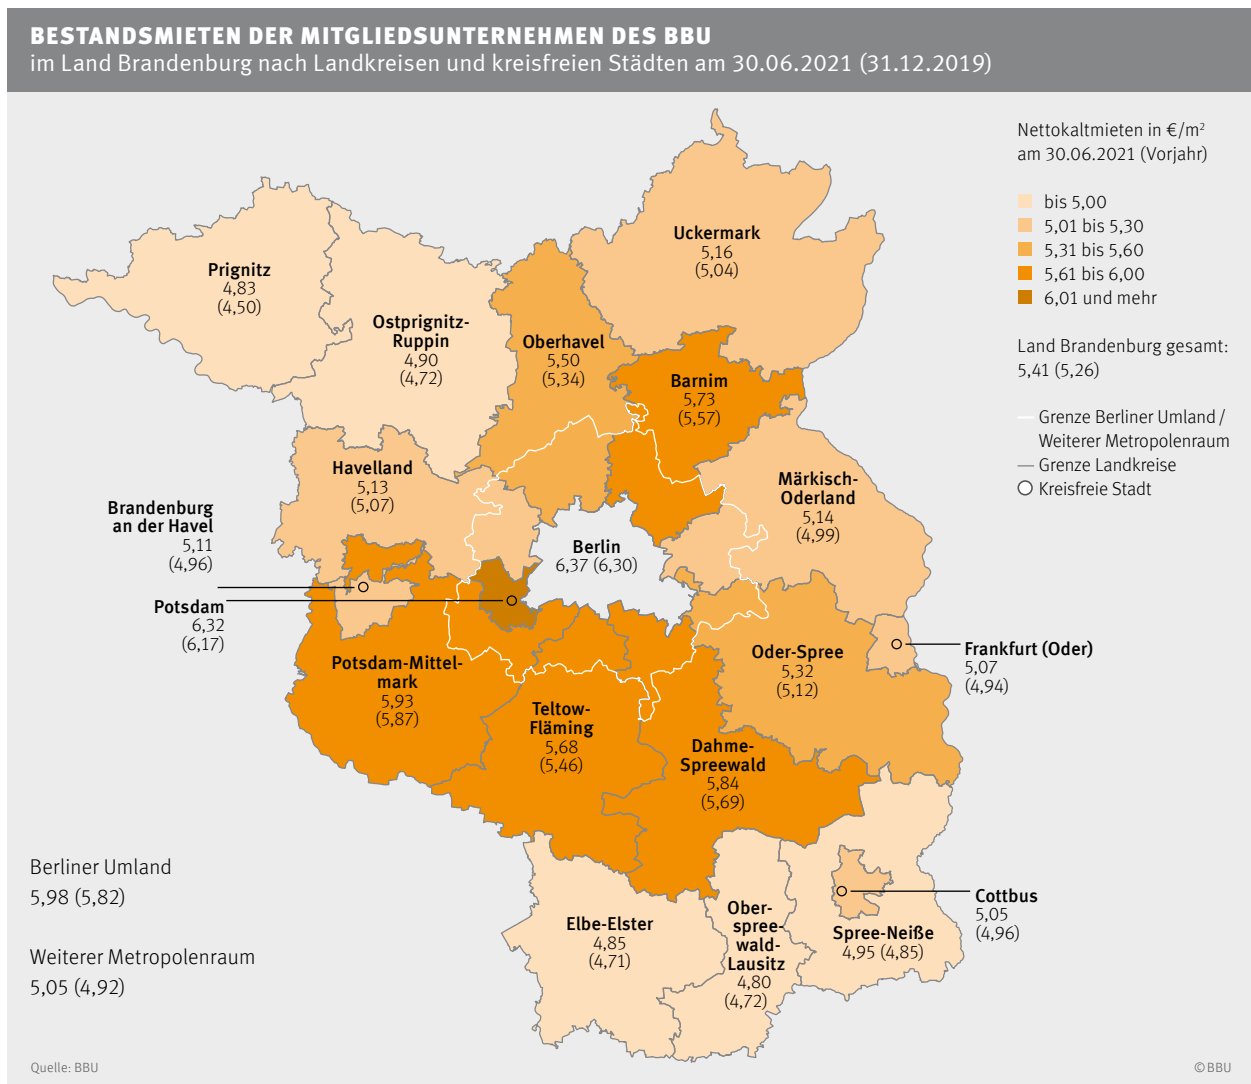 BESTANDSMIETEN DER MITGLIEDSUNTERNEHMEN DES BBU
im Land Brandenburg nach Landkreisen und kreisfreien Städten am 30.06.2021 (31.12.2019)
Nettokaltmieten in €/m²
am 30.06.2021 (Vorjahr)
bis 5,00
5,01 bis 5,30
5,31 bis 5,60
5,61 bis 6,00
6,01 und mehr
Land Brandenburg gesamt:
5,41 (5,26)
Grenze Berliner Umland /
Weiterer Metropolenraum
Grenze Landkreise
Kreisfreie Stadt
Uckermark
5,16
(5,04)
Prignitz
4,83
(4,50)
Ostprignitz-
Ruppin
4,90
(4,72)
Oberhavel
5,50
(5,34)
Barnim
5,73
(5,57)
Havelland
5,13
(5,07)
Märkisch-
Oderland
5,14
(4,99)
Brandenburg
an der Havel
5,11
(4,96)
Berlin
6,37 (6,30)
Potsdam
6,32
(6,17)
Potsdam-Mittel-
mark
5,93
(5,87)
Oder-Spree
5,32
(5,12)
Frankfurt (Oder)
5,07
(4,94)
Teltow-
Fläming
5,68
(5,46)
Dahme-
Spreewald
5,84
(5,69)
Elbe-Elster
4,85
(4,71)
Ober-
spree-
wald-
Lausitz
4,80
(4,72)
Spree-Neiße
4,95 (4,85)
Cottbus
5,05
(4,96)
Berliner Umland
5,98 (5,82)
Weiterer Metropolenraum
5,05 (4,92)
Quelle: BBU
© BBU